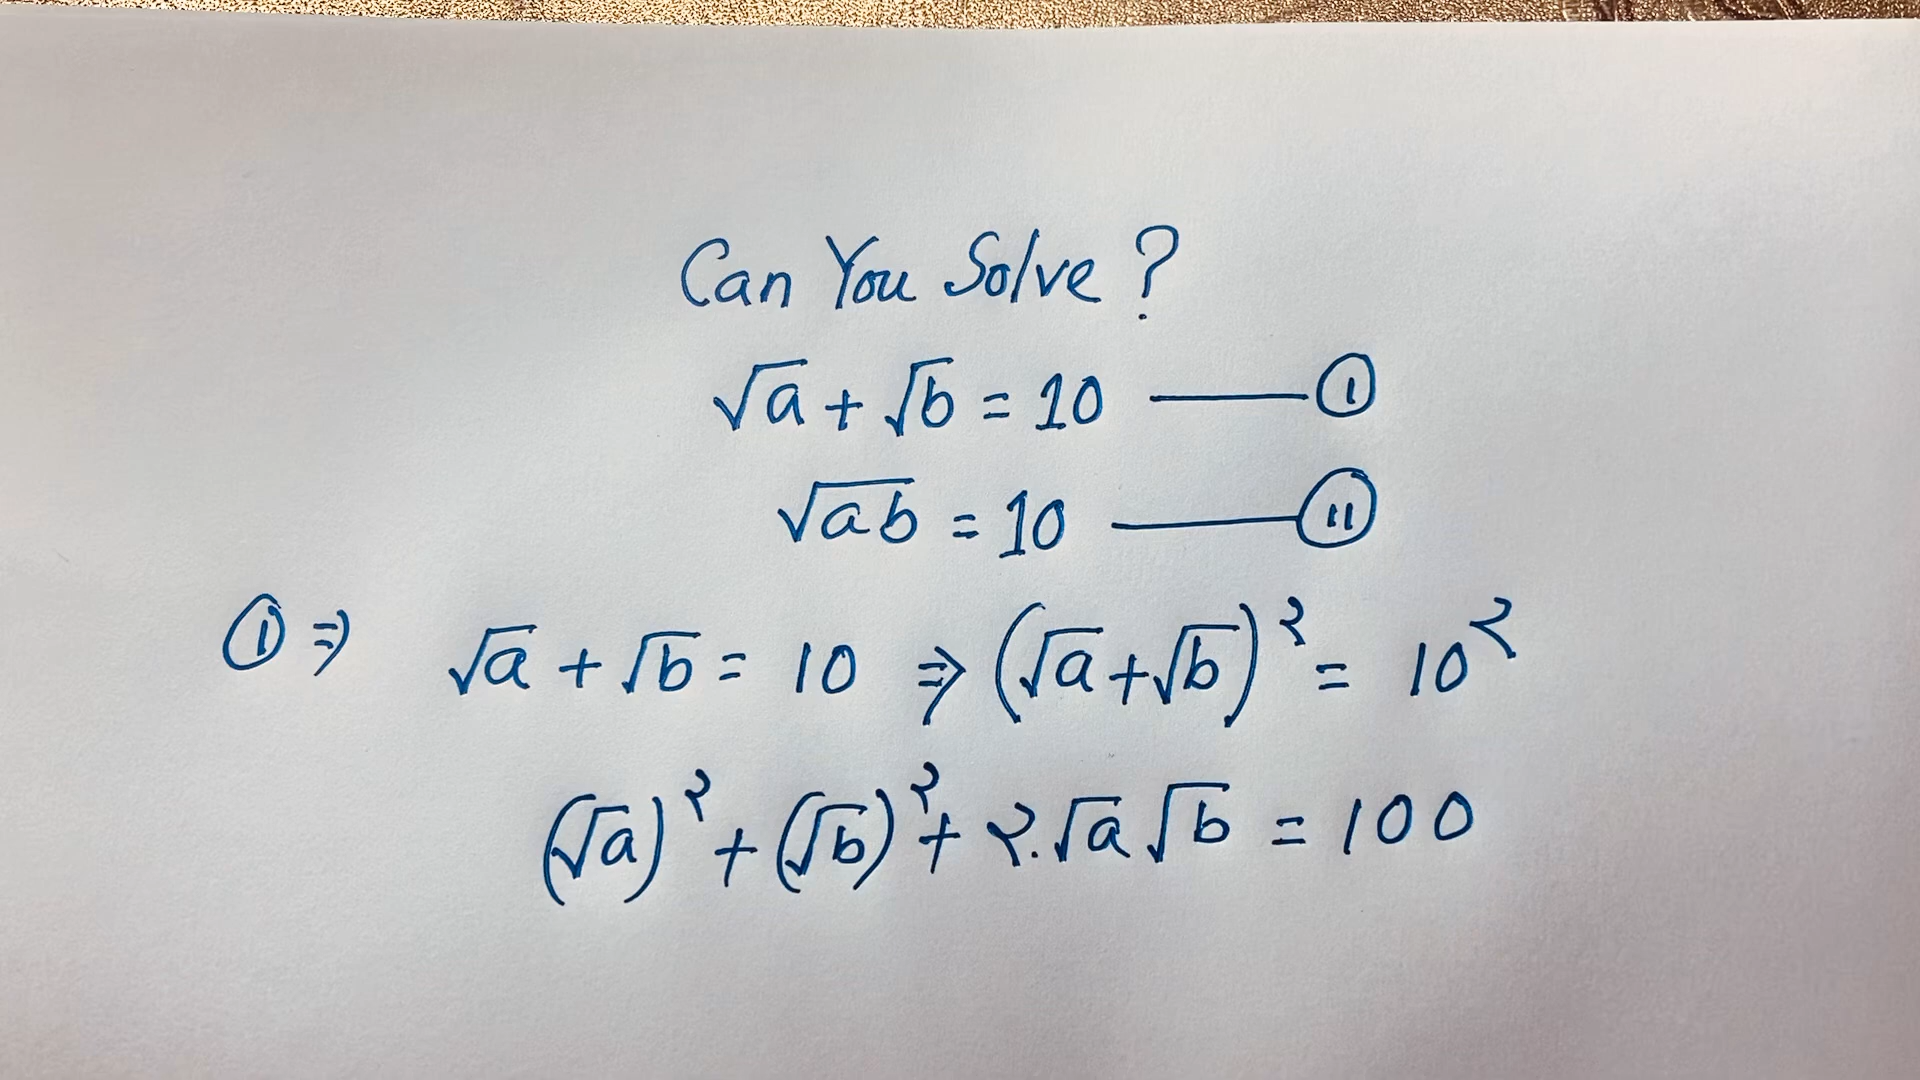 Can You Solve ?
√a + √b = 10 —— ①
√ab = 10 —— ⑪
① ⇒ √a + √b = 10 ⇒ (√a+√b)² = 10²
(√a)² + (√b)² + 2.√a √b = 100